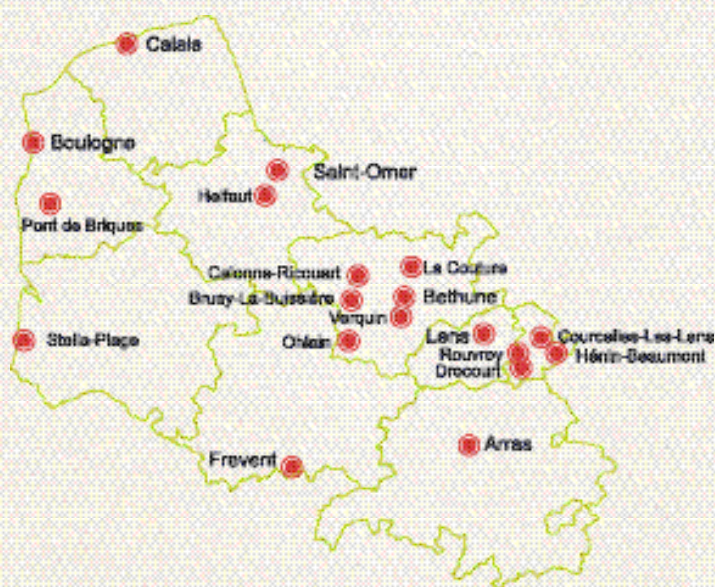 Calais
Boulogne
Saint-Omer
Helfaut
Pont de Briques
La Couture
Calonne-Ricouart
Bethune
Bruay-La-Buissière
Verquin
Lens
Courcelles-Les-Lens
Stella-Plage
Ohlain
Rouvroy
Hénin-Beaumont
Drocourt
Arras
Frevent